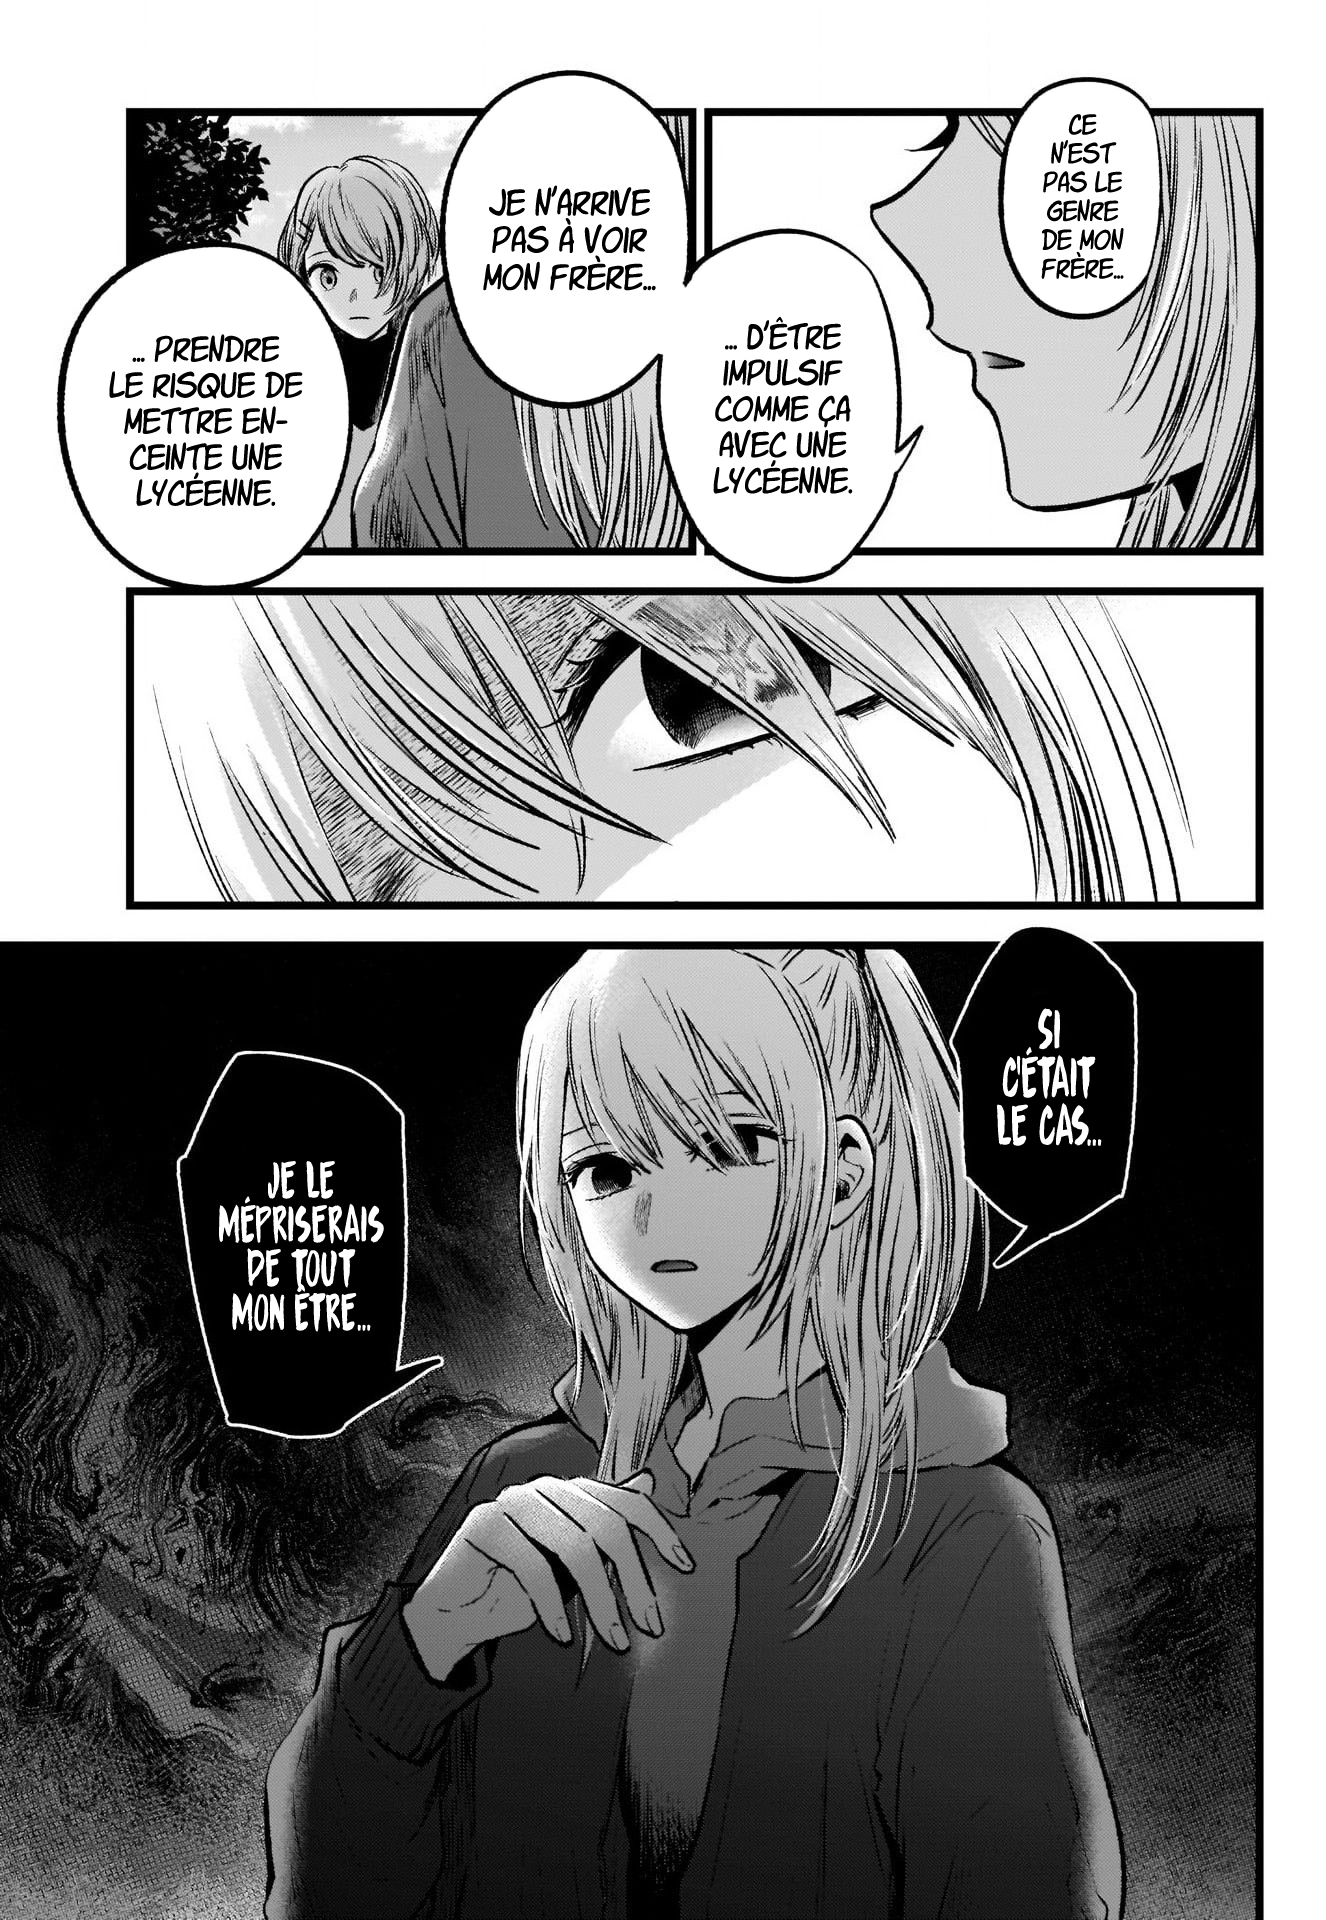 CE
N'EST
PAS LE
GENRE
DE MON
FRÈRE...
... D'ÊTRE
IMPULSIF
COMME ÇA
AVEC UNE
LYCÉENNE.
JE N'ARRIVE
PAS À VOIR
MON FRÈRE...
... PRENDRE
LE RISQUE DE
METTRE EN-
CEINTE UNE
LYCÉENNE.
SI
C'ÉTAIT
LE CAS...
JE LE
MÉPRISERAIS
DE TOUT
MON ÊTRE...